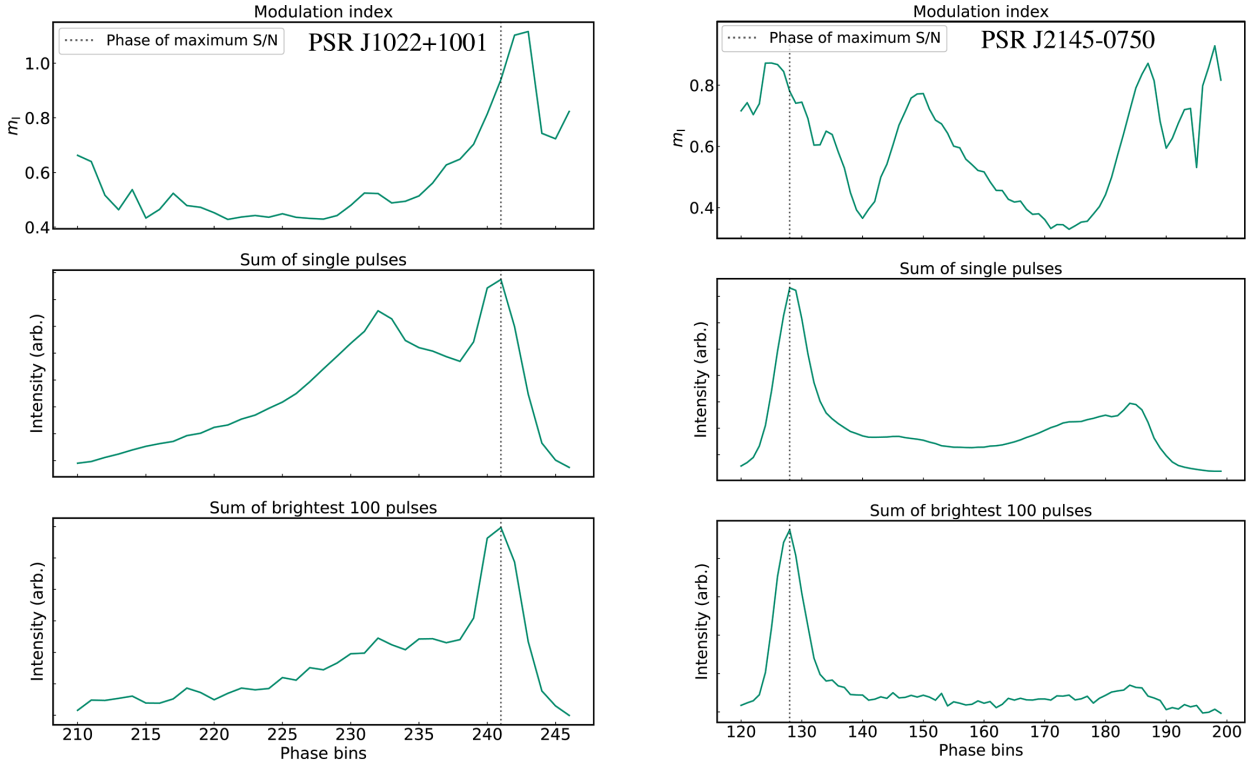 Modulation index
Phase of maximum S/N
PSR J1022+1001
1.0
0.8
0.6
0.4
mI
Sum of single pulses
Intensity (arb.)
Sum of brightest 100 pulses
Intensity (arb.)
210 215 220 225 230 235 240 245
Phase bins
Modulation index
Phase of maximum S/N
PSR J2145-0750
0.8
0.6
0.4
mI
Sum of single pulses
Intensity (arb.)
Sum of brightest 100 pulses
Intensity (arb.)
120 130 140 150 160 170 180 190 200
Phase bins